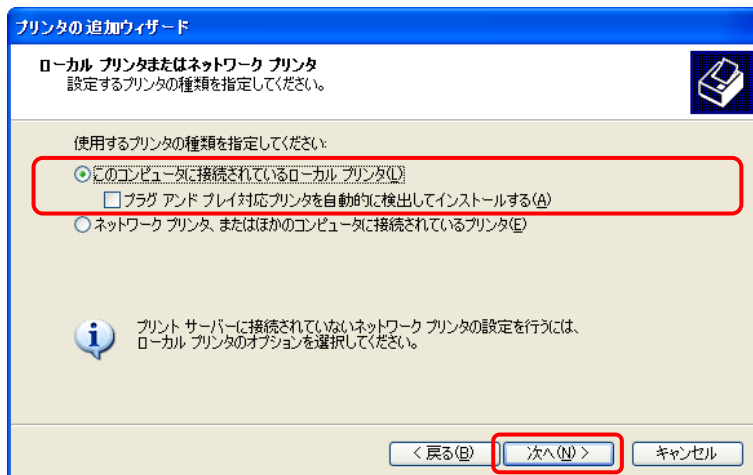 プリンタの追加ウィザード
ローカル プリンタまたはネットワーク プリンタ
設定するプリンタの種類を指定してください。
使用するプリンタの種類を指定してください:
このコンピュータに接続されているローカル プリンタ(L)
プラグ アンド プレイ対応プリンタを自動的に検出してインストールする(A)
ネットワーク プリンタ、またはほかのコンピュータに接続されているプリンタ(E)
プリント サーバーに接続されていないネットワーク プリンタの設定を行うには、
ローカル プリンタのオプションを選択してください。
< 戻る(B) 次へ(N) > キャンセル